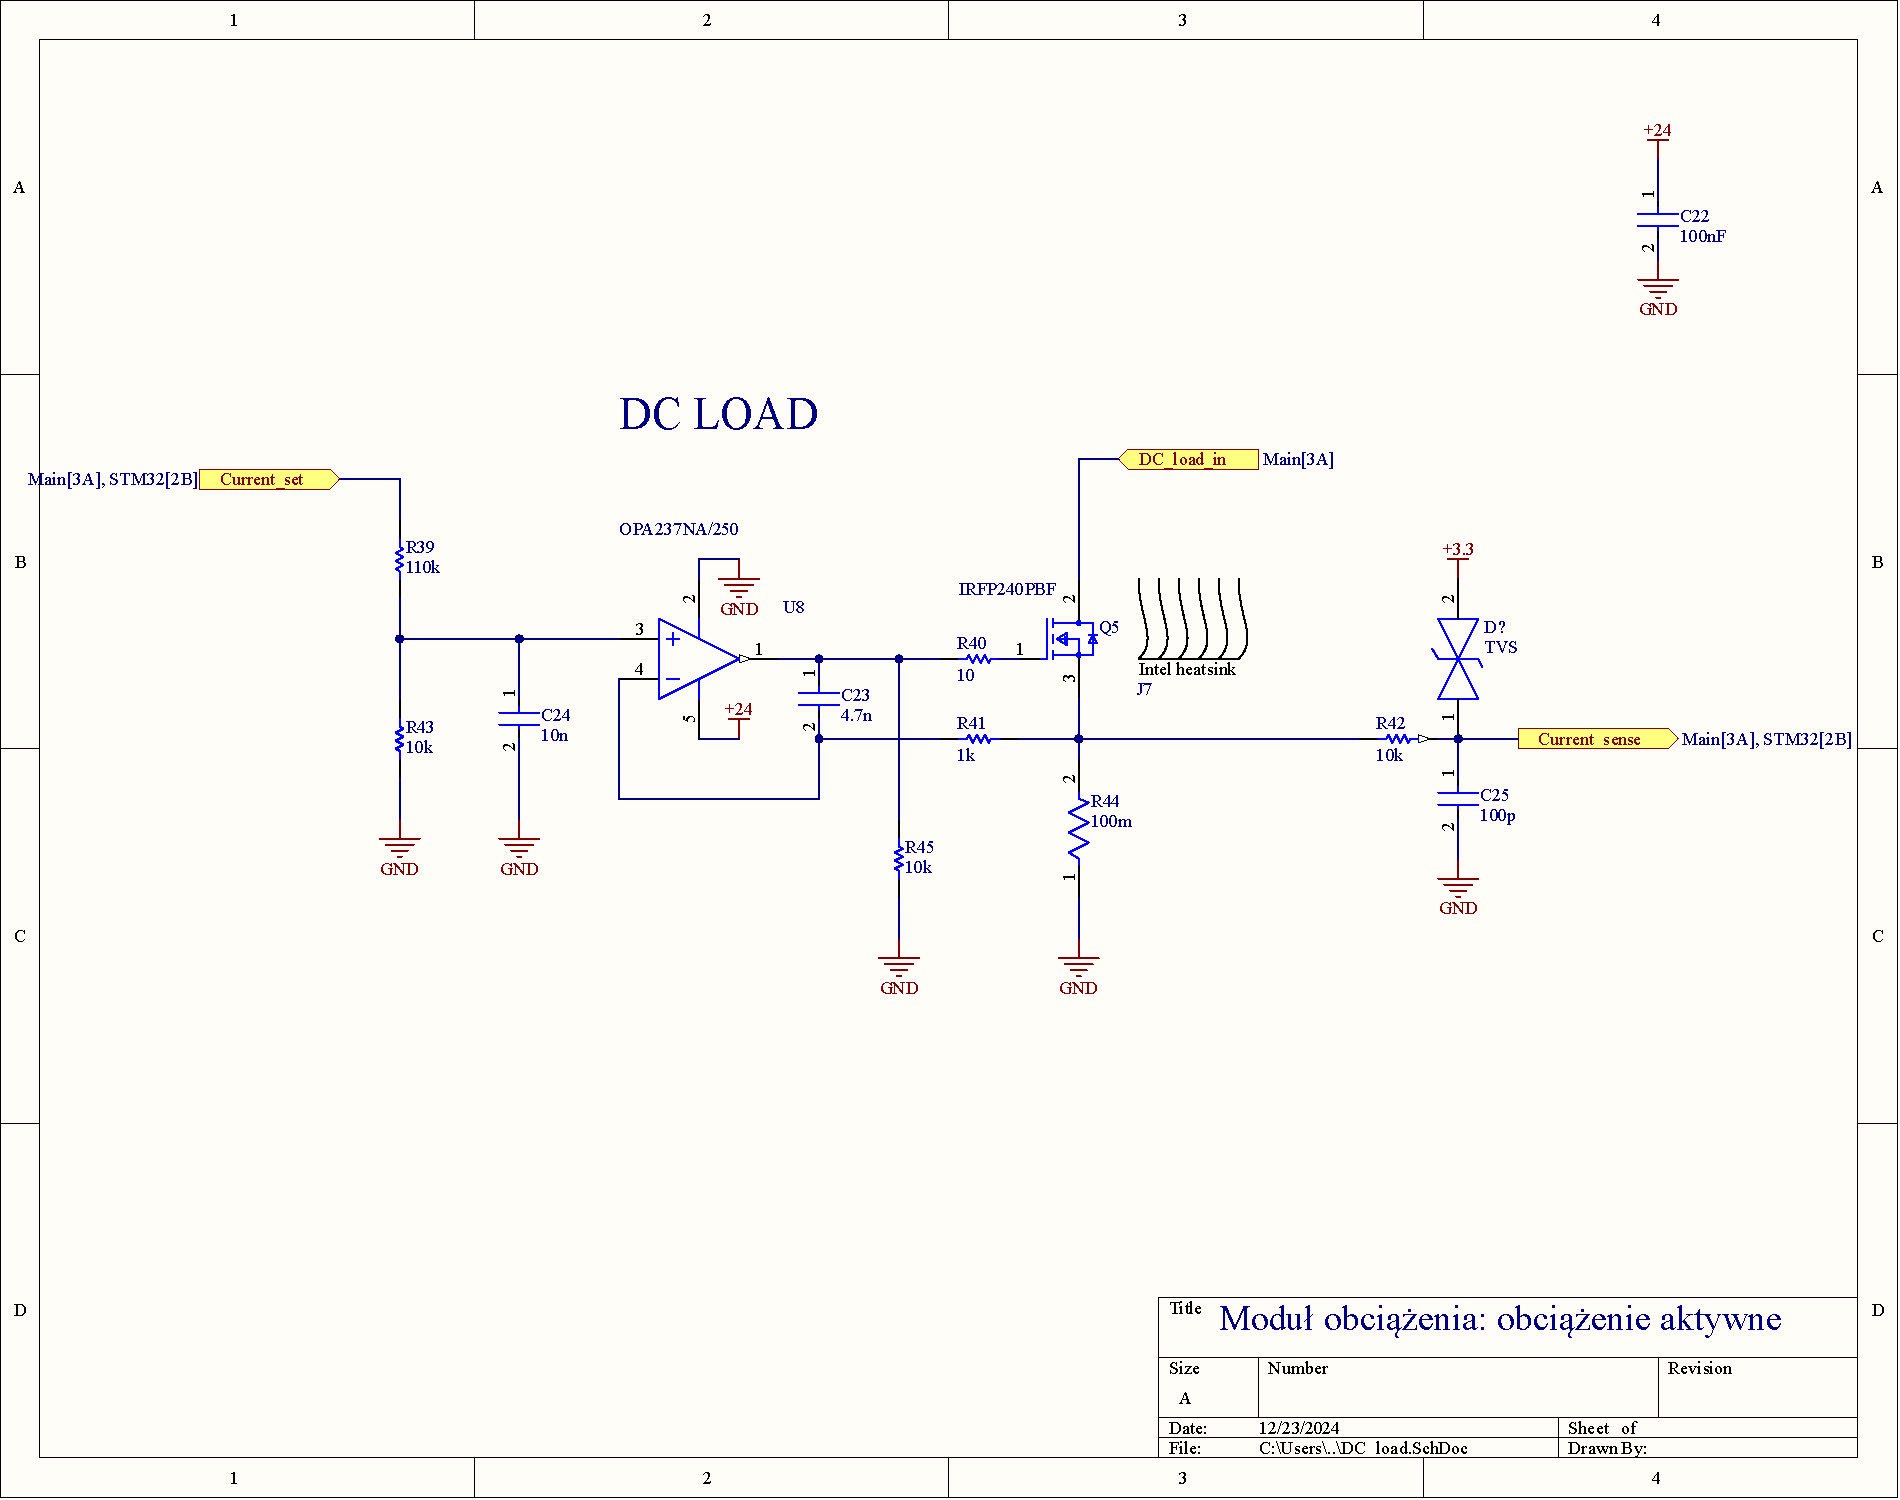 1 2 3 4
A A
+24
1
C22
100nF
2
GND
DC LOAD
Main[3A], STM32[2B] Current_set
DC_load_in Main[3A]
OPA237NA/250
R39
110k
B B
+3.3
2
GND
U8
IRFP240PBF
2
2
D?
TVS
3
4
1
R40
10
1
Q5
3
Intel heatsink
J7
1
C24
10n
2
R43
10k
5
+24
1
C23
4.7n
2
R41
1k
1
R42
10k
Current_sense Main[3A], STM32[2B]
2
R44
100m
1
1
C25
100p
2
R45
10k
GND
GND
GND
C C
GND
GND
D D
Title Moduł obciążenia: obciążenie aktywne
Size Number Revision
A
Date: 12/23/2024 Sheet of
File: C:\Users\..\DC_load.SchDoc Drawn By:
1 2 3 4